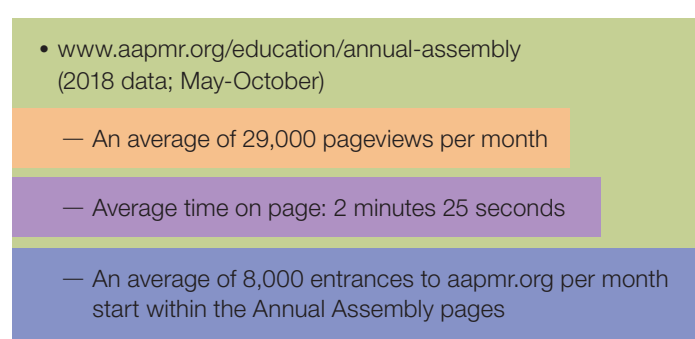 • www.aapmr.org/education/annual-assembly
(2018 data; May-October)
— An average of 29,000 pageviews per month
— Average time on page: 2 minutes 25 seconds
— An average of 8,000 entrances to aapmr.org per month
start within the Annual Assembly pages